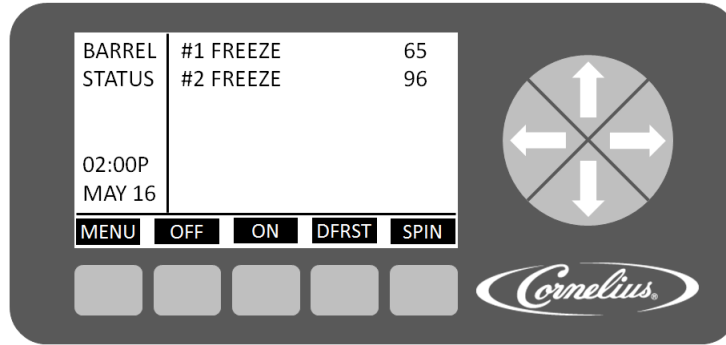 BARREL #1 FREEZE 65
STATUS #2 FREEZE 96
02:00P
MAY 16
MENU OFF ON DFRST SPIN
Cornelius®